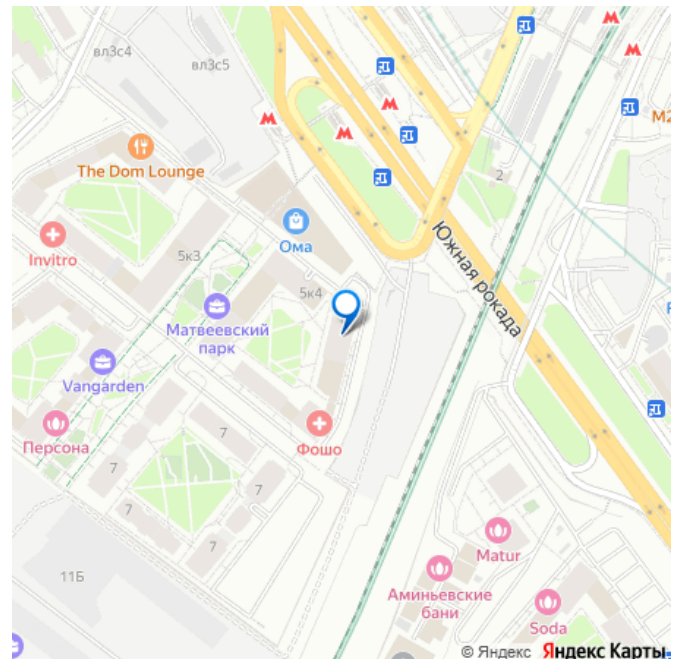 вл3с4
вл3с5
М2
The Dom Lounge
2
Ома
Южная рокада
Invitro
5к3
5к4
Матвеевский
парк
Vangarden
Персона
7
Фошо
7
7
7
7
Matur
11Б
Аминьевские
бани
Soda
© Яндекс Яндекс Карты